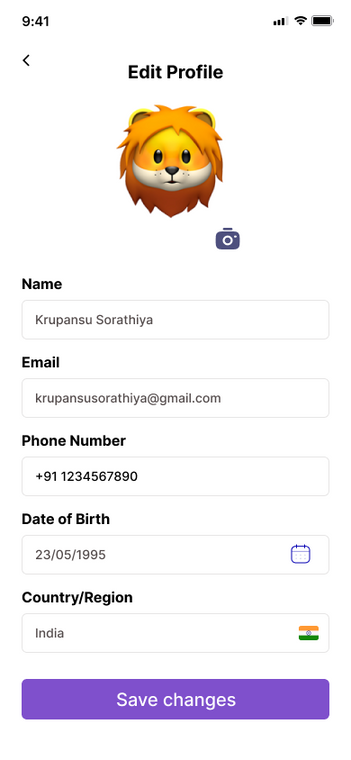 9:41
Edit Profile
Name
Krupansu Sorathiya
Email
krupansusorathiya@gmail.com
Phone Number
+91 1234567890
Date of Birth
23/05/1995
Country/Region
India
Save changes